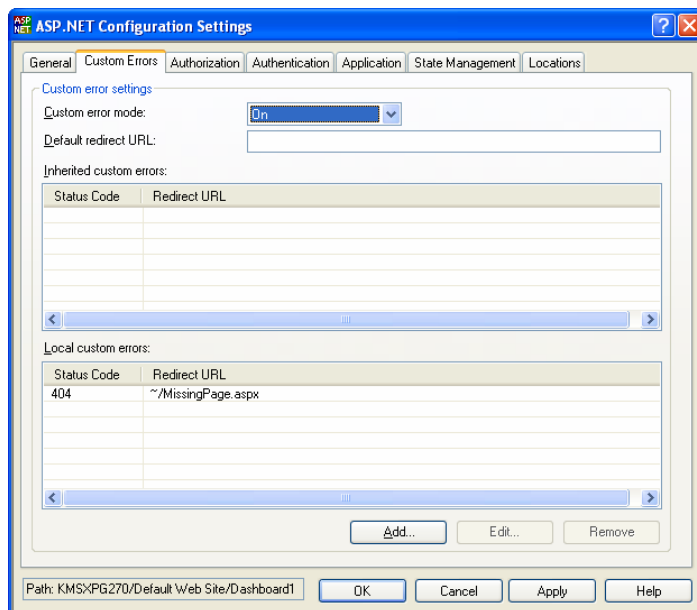 ASP.NET ASP.NET Configuration Settings
General Custom Errors Authorization Authentication Application State Management Locations
Custom error settings
Custom error mode: On
Default redirect URL:
Inherited custom errors:
Status Code Redirect URL
Local custom errors:
Status Code Redirect URL
404 ~/MissingPage.aspx
Add... Edit... Remove
Path: KMSXPG270/Default Web Site/Dashboard1 OK Cancel Apply Help